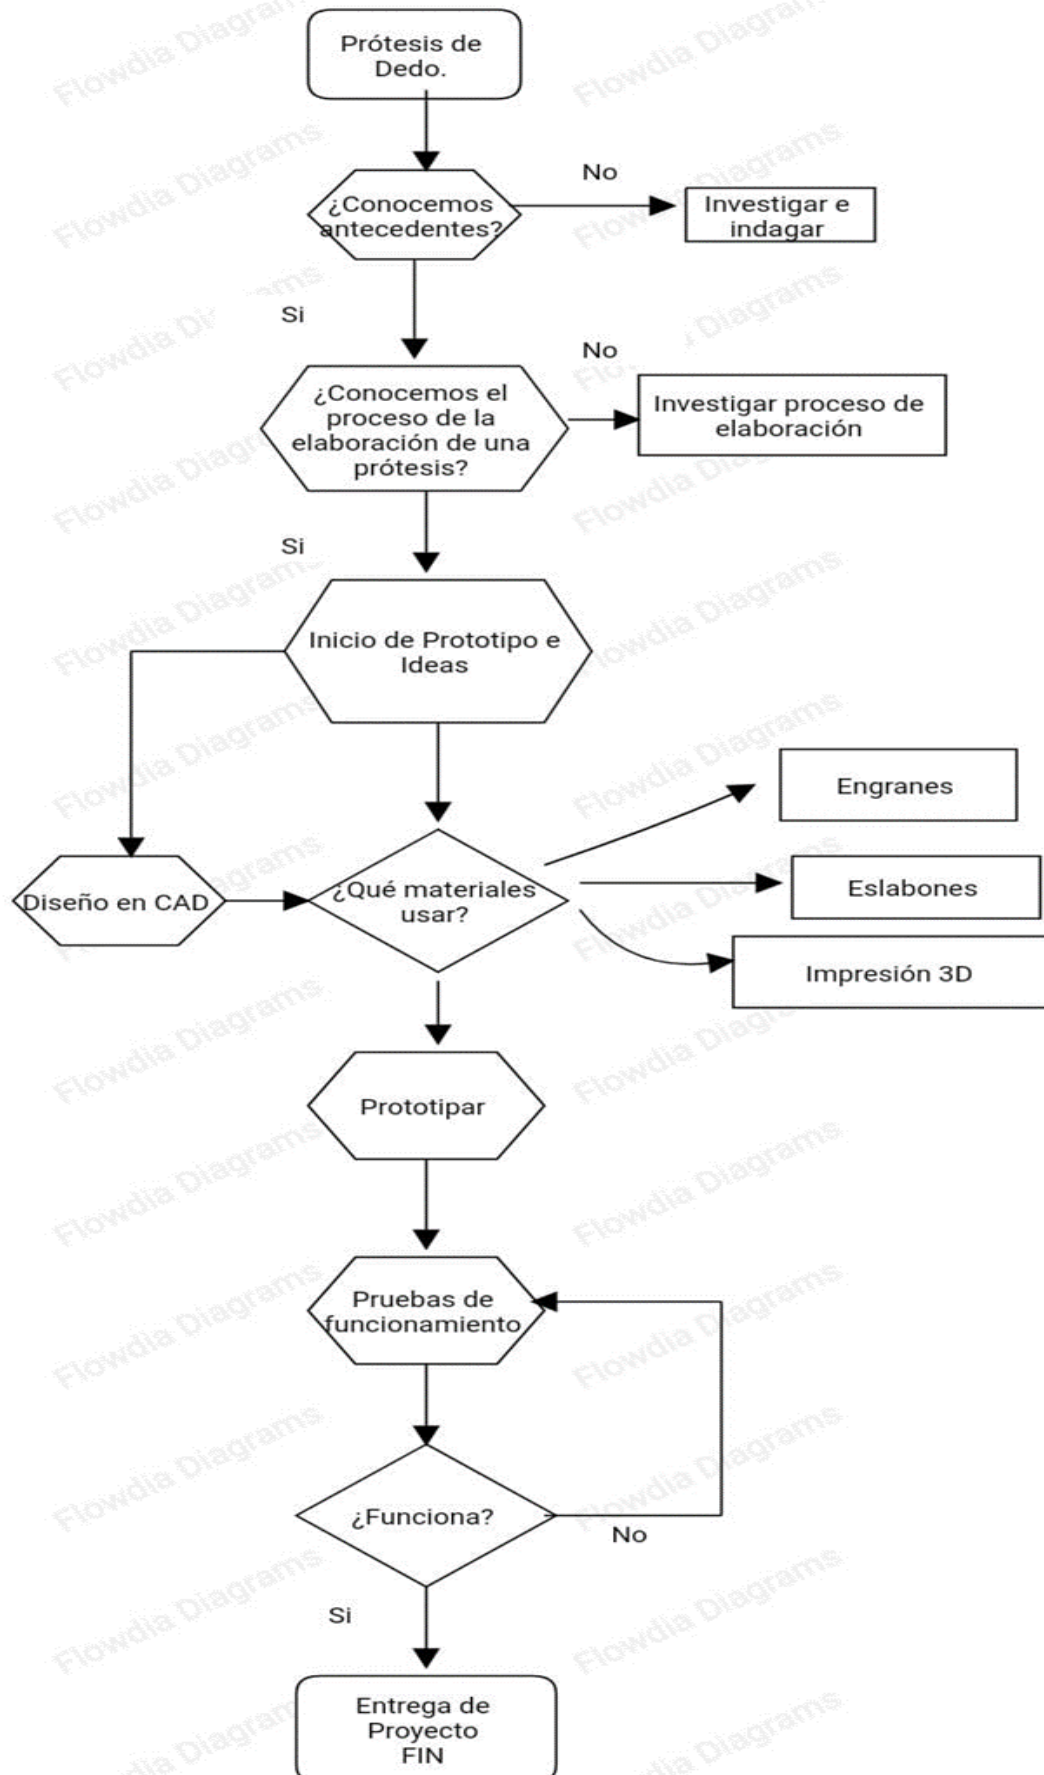 Prótesis de
Dedo.
¿Conocemos
antecedentes?
No
Investigar e
indagar
Si
¿Conocemos el
proceso de la
elaboración de una
prótesis?
No
Investigar proceso de
elaboración
Si
Inicio de Prototipo e
Ideas
Diseño en CAD
¿Qué materiales
usar?
Engranes
Eslabones
Impresión 3D
Prototipar
Pruebas de
funcionamiento
¿Funciona?
No
Si
Entrega de
Proyecto
FIN
Flowdia Diagrams